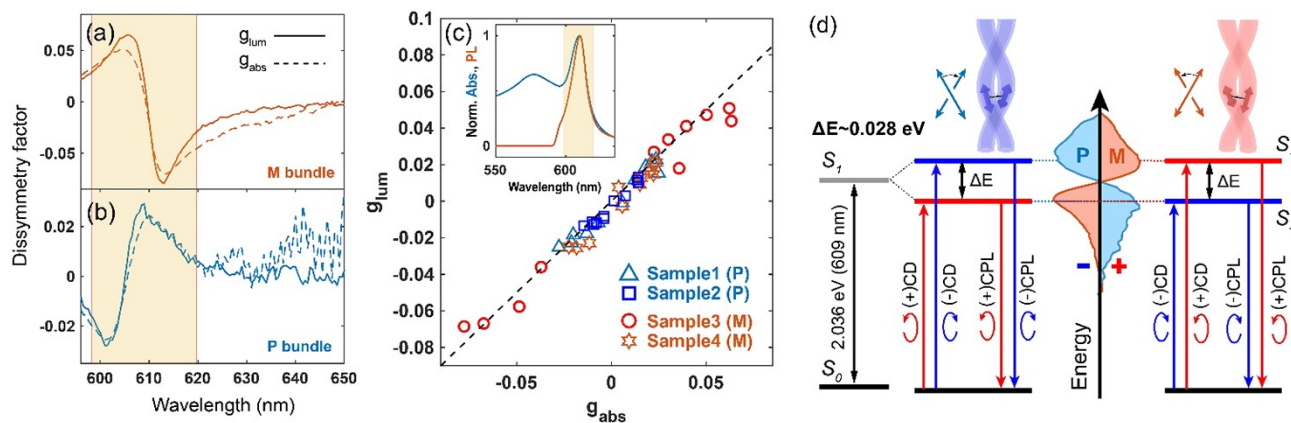 (a)
g_lum
g_abs
0.05
0
-0.05
M bundle
(b)
0.02
0
-0.02
P bundle
600 610 620 630 640 650
Wavelength (nm)
Dissymmetry factor
(c)
0.1
0.08
0.06
0.04
0.02
0
-0.02
-0.04
-0.06
-0.08
g_lum
-0.05 0 0.05
g_abs
Norm. Abs., PL
1
0
550 600
Wavelength (nm)
Sample1 (P)
Sample2 (P)
Sample3 (M)
Sample4 (M)
(d)
ΔE~0.028 eV
S₁
2.036 eV (609 nm)
S₀
ΔE
(+)CD
(-)CD
(+)CPL
(-)CPL
P M
- +
Energy
ΔE
(-)CD
(+)CD
(-)CPL
(+)CPL
S
S